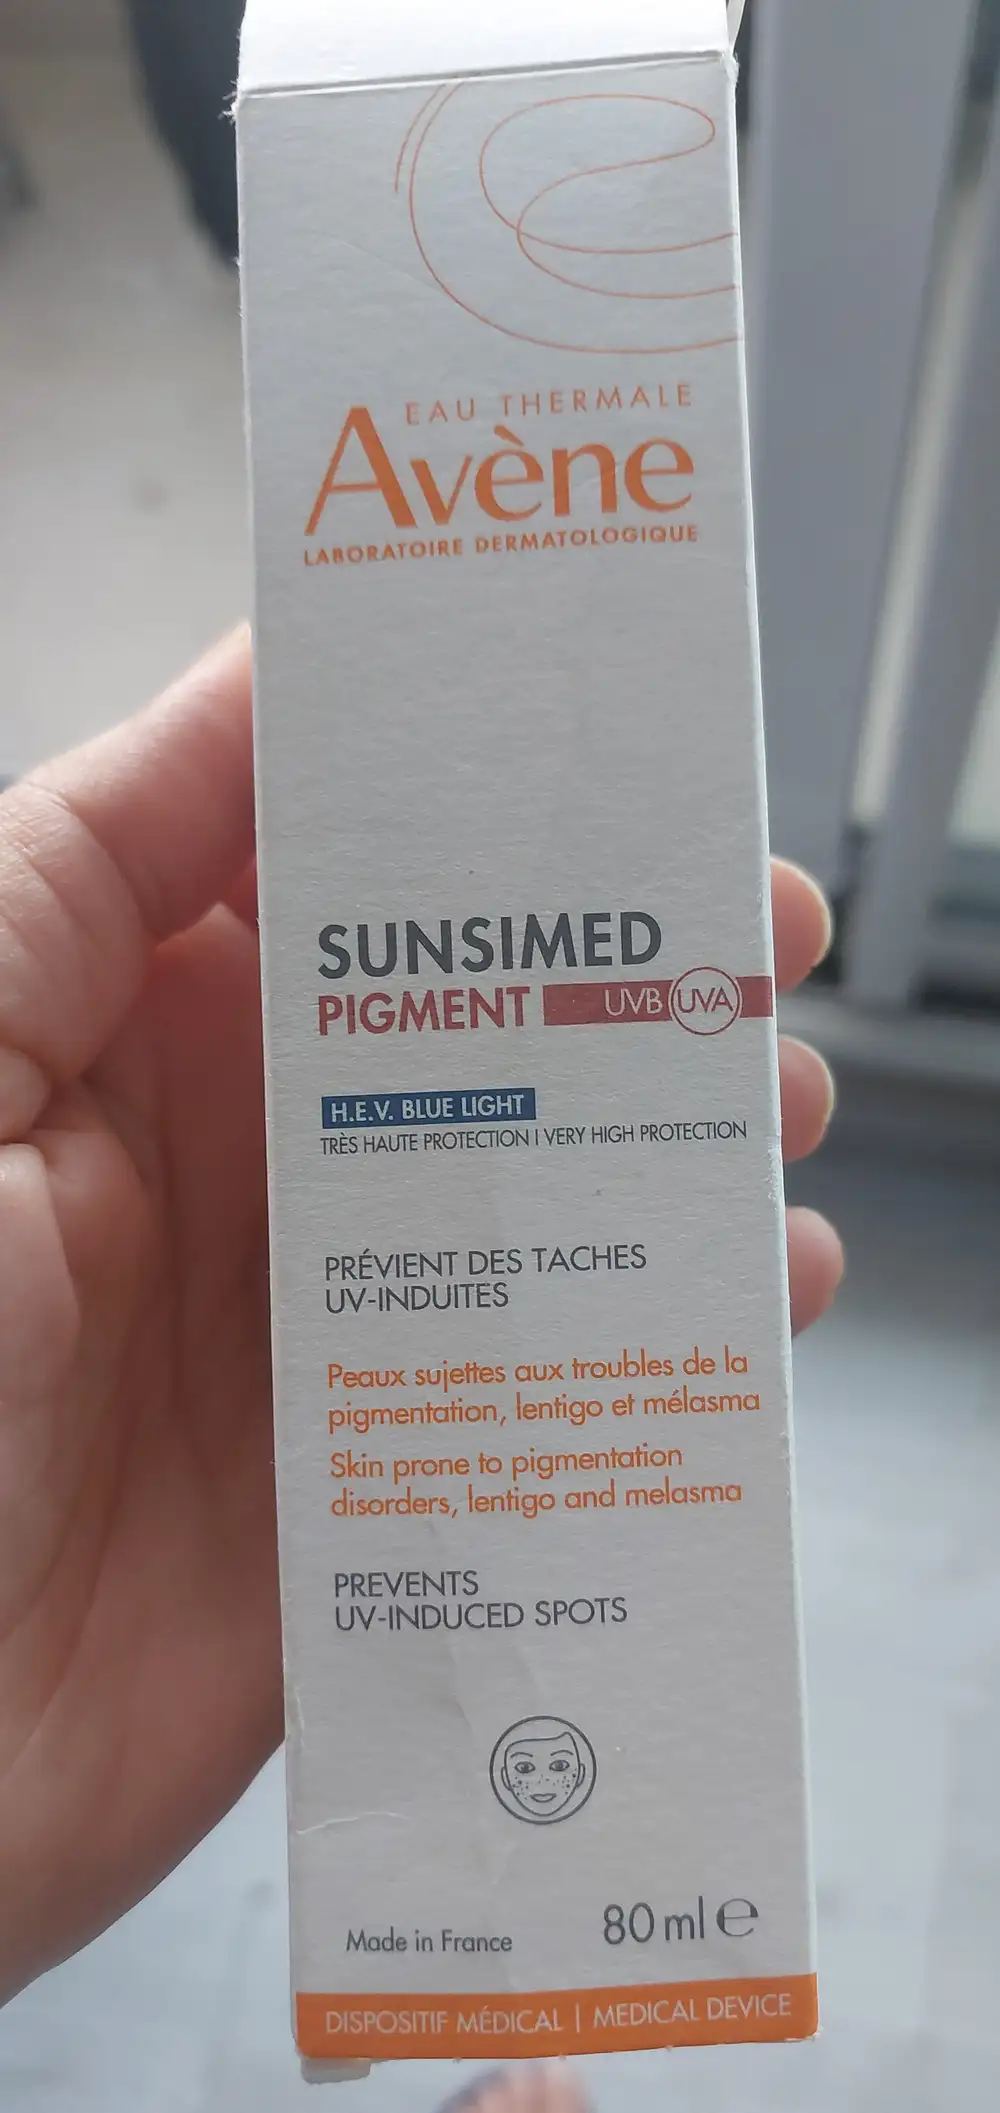 EAU THERMALE
Avène
LABORATOIRE DERMATOLOGIQUE
SUNSIMED
PIGMENT UVB UVA
H.E.V. BLUE LIGHT
TRÈS HAUTE PROTECTION I VERY HIGH PROTECTION
PRÉVIENT DES TACHES
UV-INDUITES
Peaux sujettes aux troubles de la
pigmentation, lentigo et mélasma
Skin prone to pigmentation
disorders, lentigo and melasma
PREVENTS
UV-INDUCED SPOTS
Made in France 80 ml e
DISPOSITIF MÉDICAL | MEDICAL DEVICE